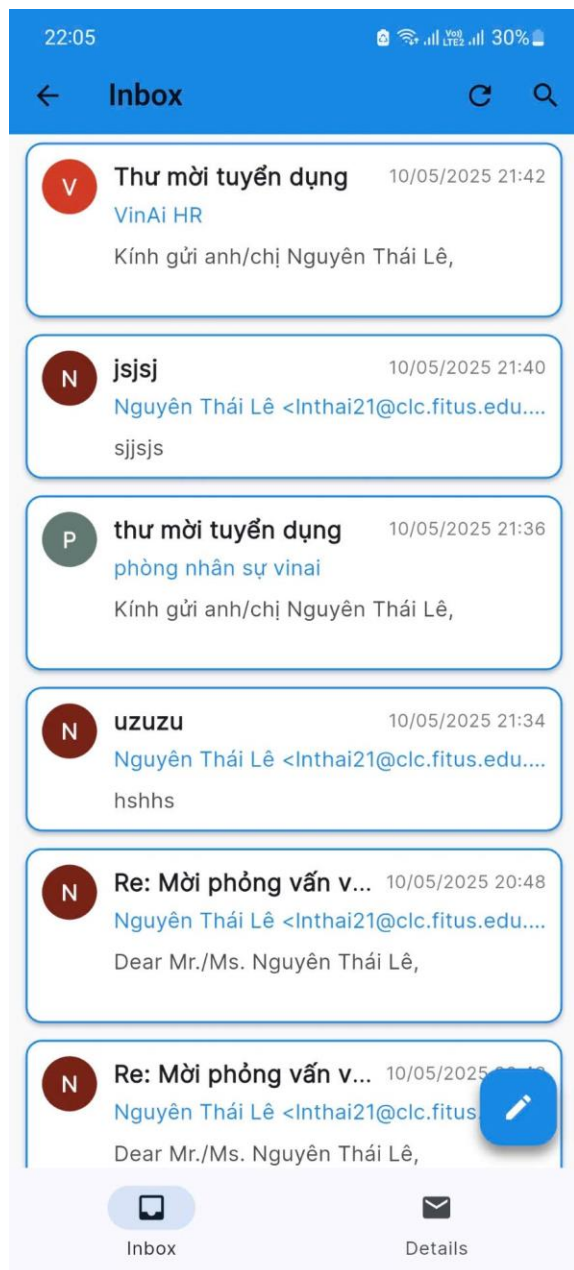 22:05 Voo) LTE2 30%
Inbox
V Thư mời tuyển dụng 10/05/2025 21:42
VinAi HR
Kính gửi anh/chị Nguyên Thái Lê,
N jsjsj 10/05/2025 21:40
Nguyên Thái Lê <lnthai21@clc.fitus.edu....
sjjsjs
P thư mời tuyển dụng 10/05/2025 21:36
phòng nhân sự vinai
Kính gửi anh/chị Nguyên Thái Lê,
N uzuzu 10/05/2025 21:34
Nguyên Thái Lê <lnthai21@clc.fitus.edu....
hshhs
N Re: Mời phỏng vấn v... 10/05/2025 20:48
Nguyên Thái Lê <lnthai21@clc.fitus.edu....
Dear Mr./Ms. Nguyên Thái Lê,
N Re: Mời phỏng vấn v... 10/05/2025
Nguyên Thái Lê <lnthai21@clc.fitus.
Dear Mr./Ms. Nguyên Thái Lê,
Inbox Details